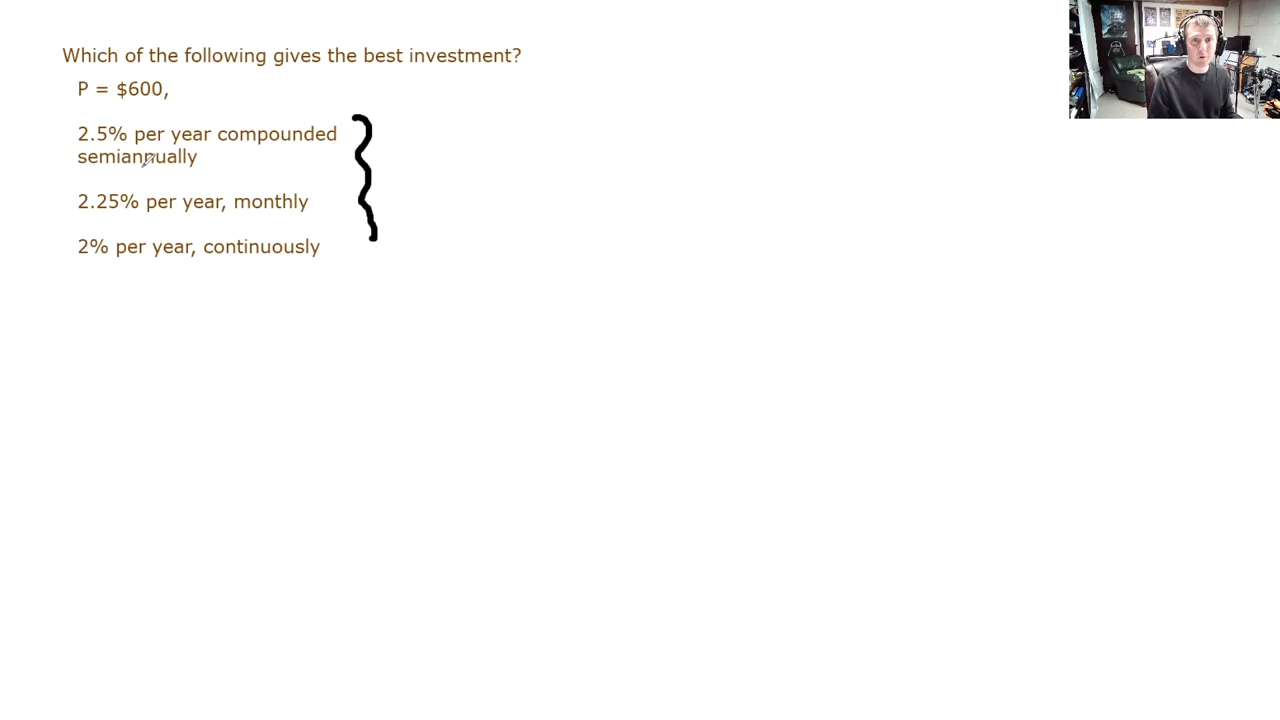 Which of the following gives the best investment?
P = $600,
2.5% per year compounded
semiannually
2.25% per year, monthly
2% per year, continuously